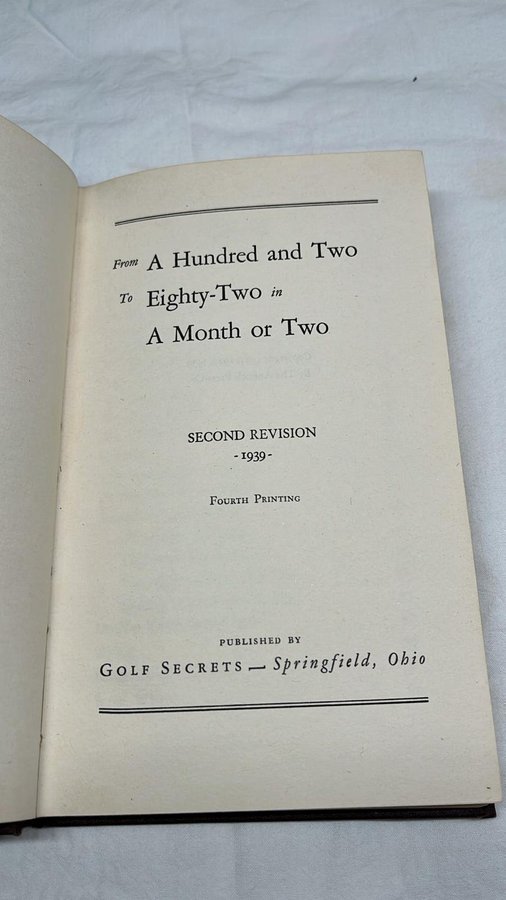 From A Hundred and Two
To Eighty-Two in
A Month or Two
SECOND REVISION
- 1939 -
FOURTH PRINTING
PUBLISHED BY
GOLF SECRETS — Springfield, Ohio